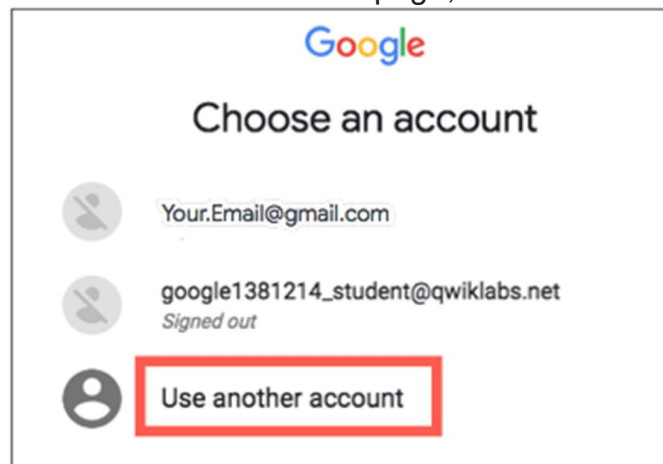 Google
Choose an account
Your.Email@gmail.com
google1381214_student@qwiklabs.net
Signed out
Use another account